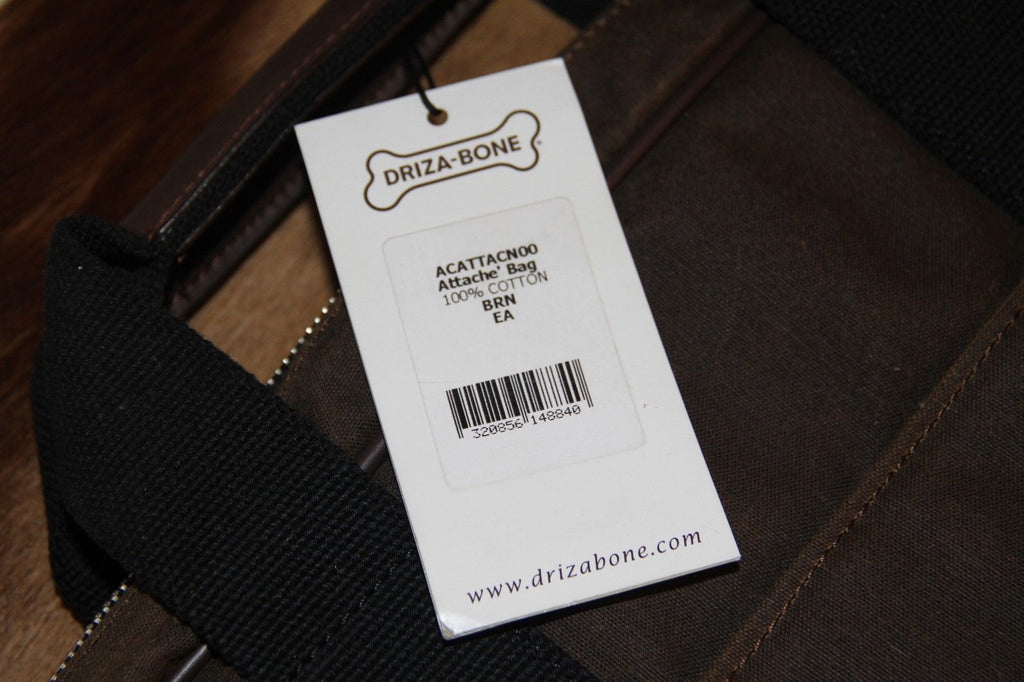 DRIZA-BONE
ACATTACN00
Attache' Bag
100% COTTON
BRN
EA
320856 148840
www.drizabone.com